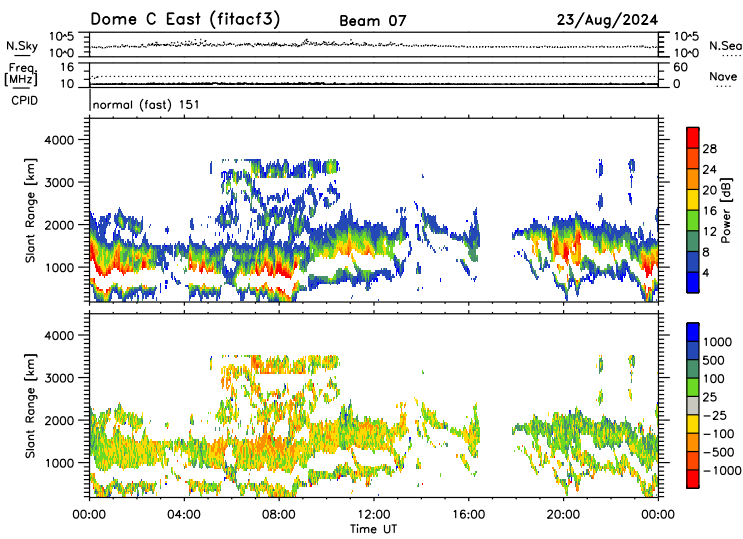 Dome C East (fitacf3) Beam 07 23/Aug/2024
N.Sky 10^5 10^0 10^5 10^0 N.Sea
Freq. [MHz] 16 10 60 0 Nave
CPID normal (fast) 151
4000
3000
2000
1000
Slant Range [km]
28
24
20
16
12
8
4
Power [dB]
4000
3000
2000
1000
Slant Range [km]
1000
500
100
25
-25
-100
-500
-1000
00:00 04:00 08:00 12:00 16:00 20:00 00:00
Time UT